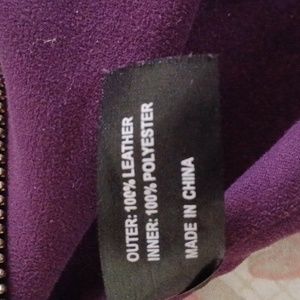 OUTER: 100% LEATHER
INNER: 100% POLYESTER
MADE IN CHINA